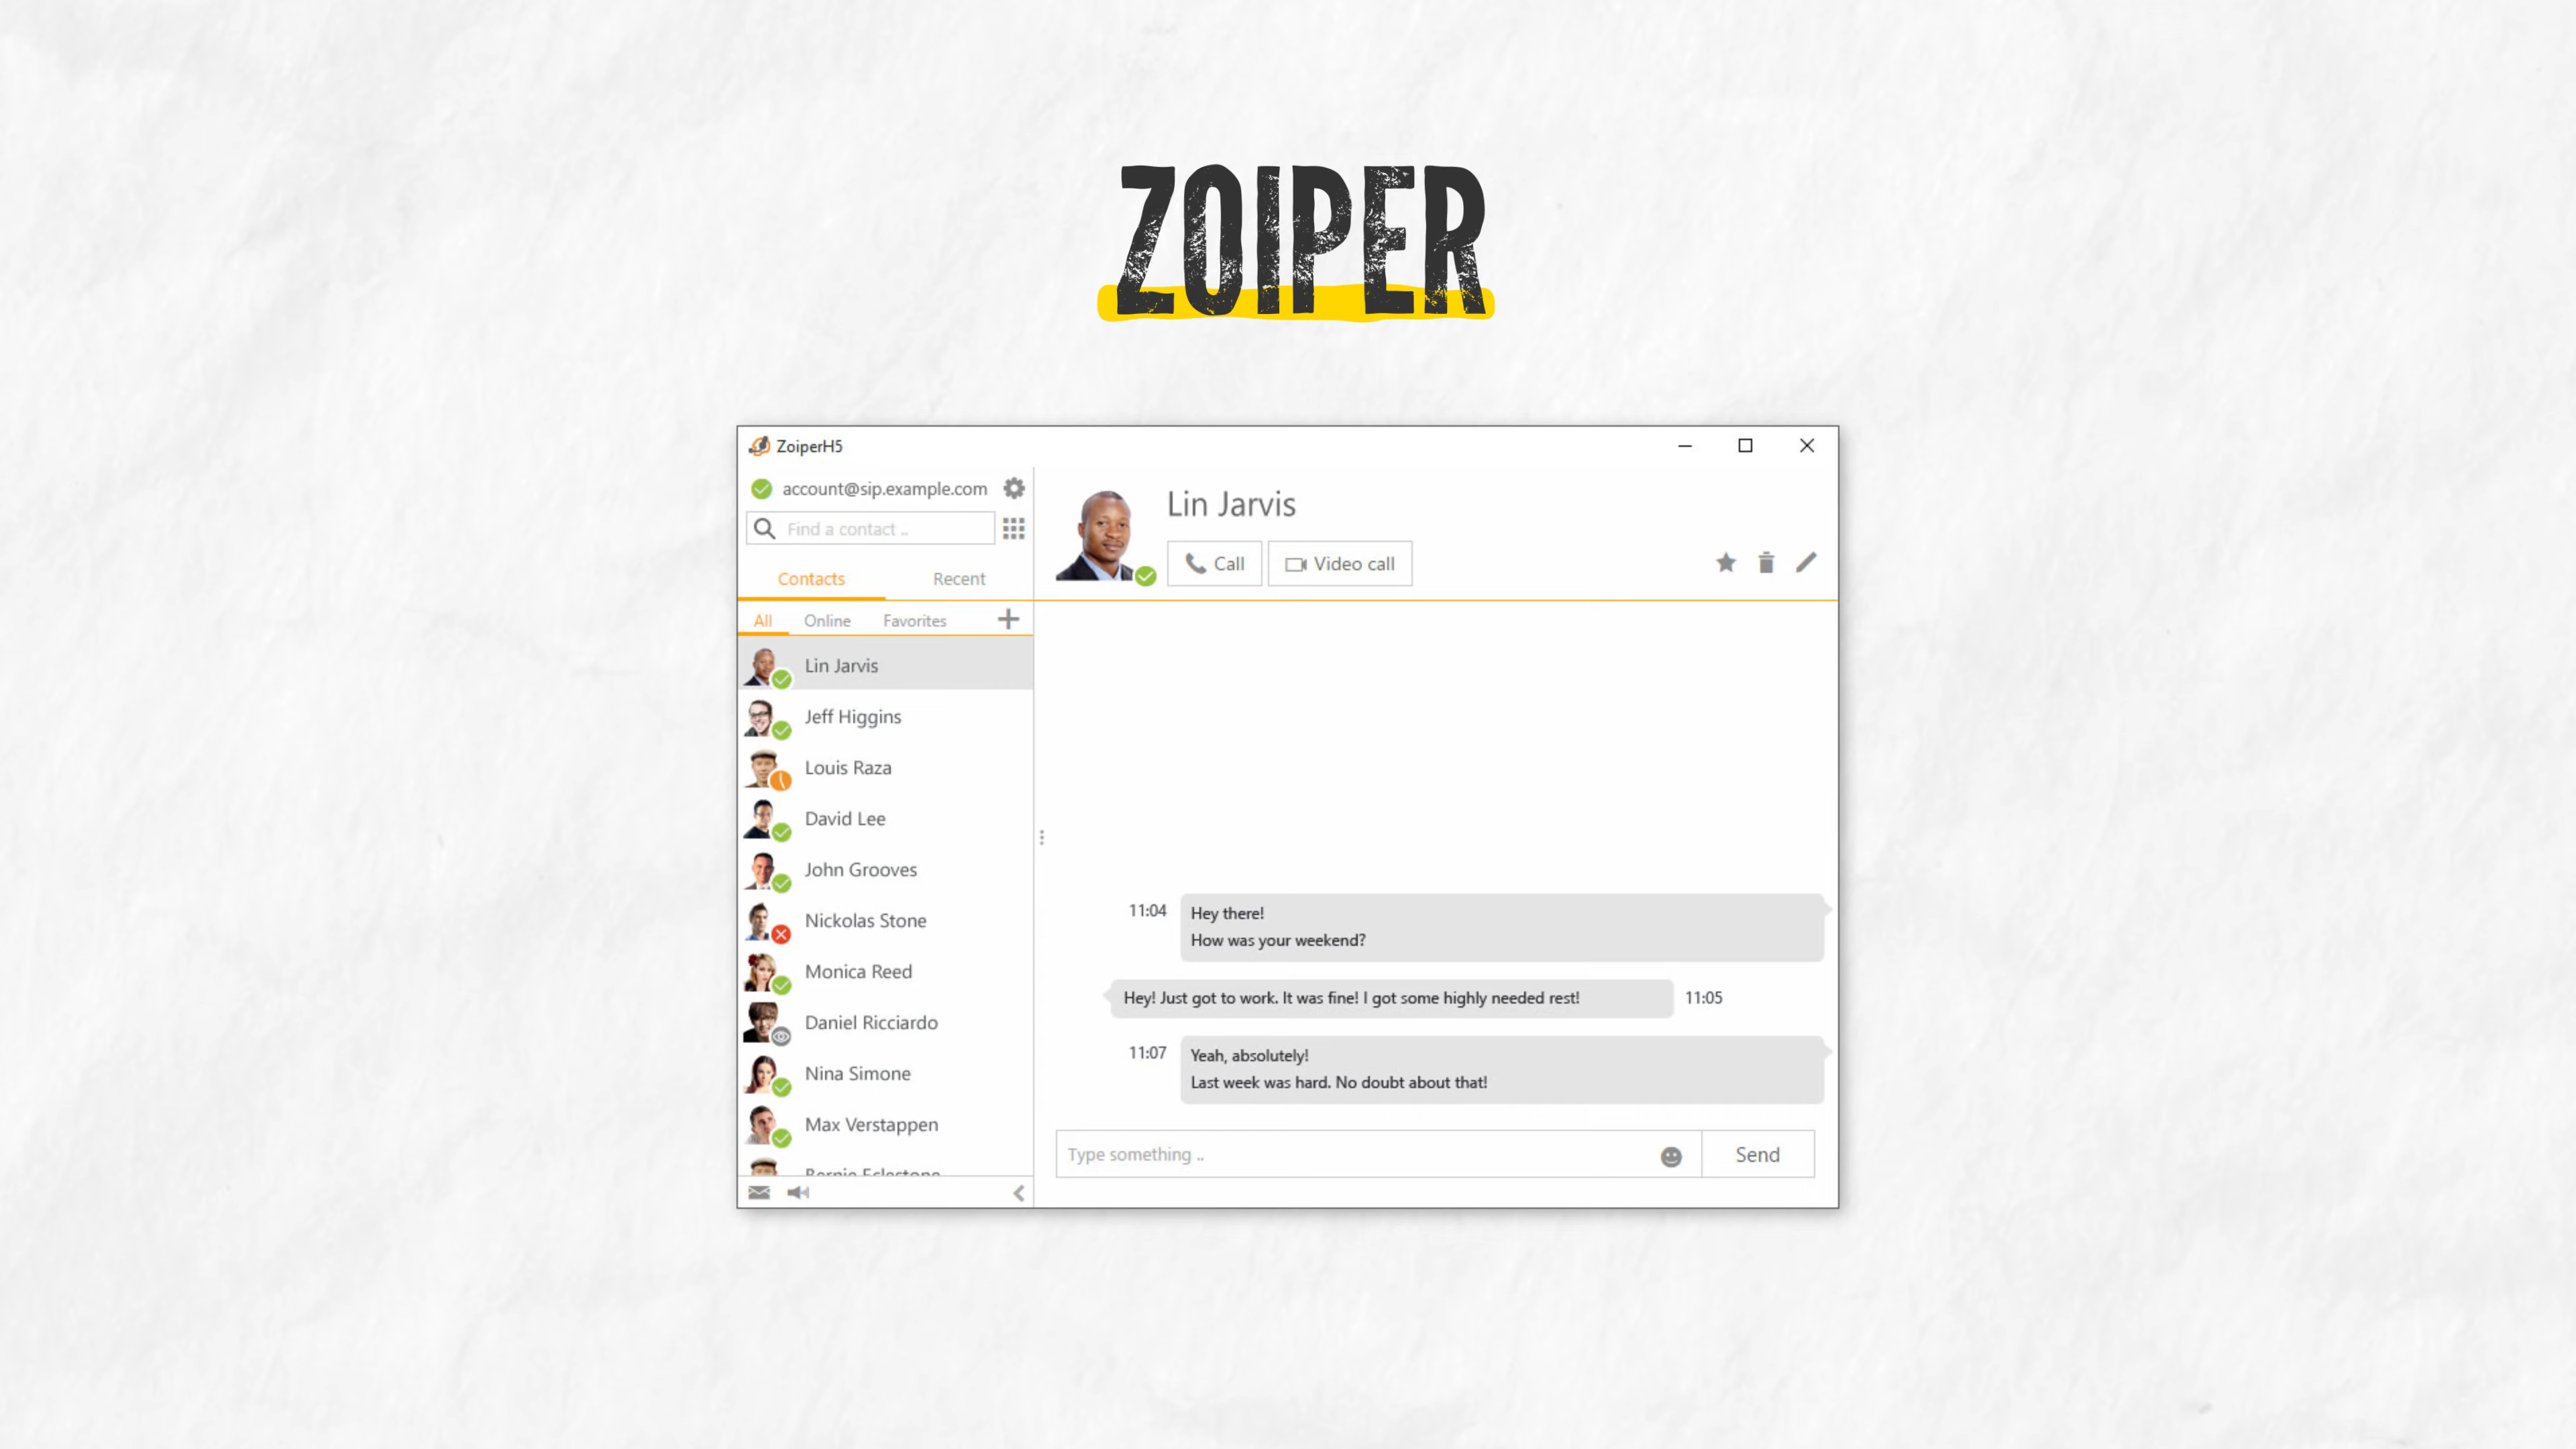 ZOIPER
ZoiperH5
account@sip.example.com
Find a contact ..
Contacts
Recent
All
Online
Favorites
Lin Jarvis
Jeff Higgins
Louis Raza
David Lee
John Grooves
Nickolas Stone
Monica Reed
Daniel Ricciardo
Nina Simone
Max Verstappen
Bernie Eclestone
Lin Jarvis
Call
Video call
11:04
Hey there!
How was your weekend?
Hey! Just got to work. It was fine! I got some highly needed rest!
11:05
11:07
Yeah, absolutely!
Last week was hard. No doubt about that!
Type something ..
Send